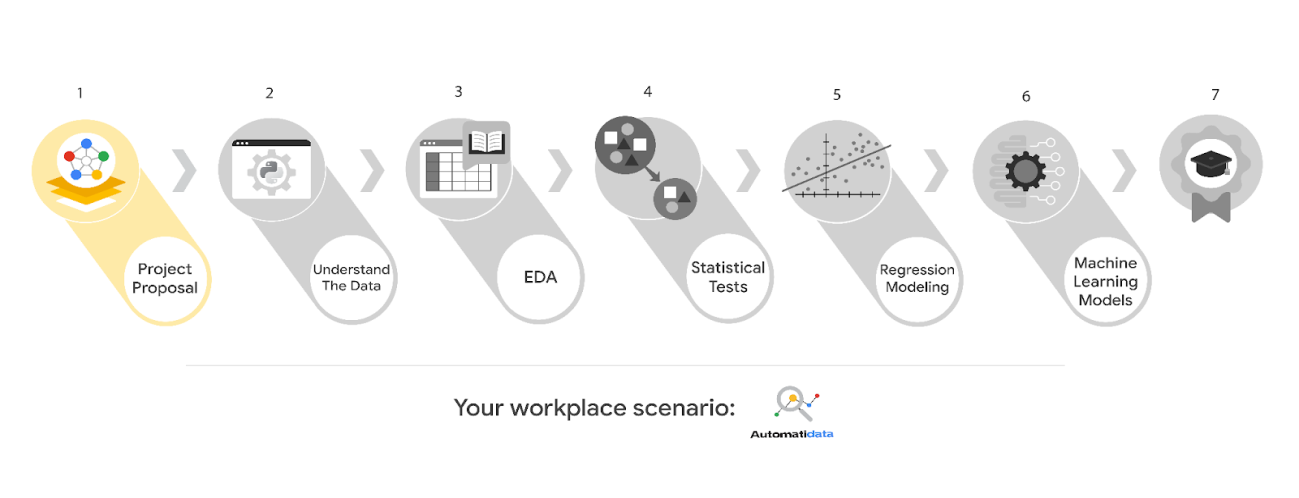 1
2
3
4
5
6
7
Project
Proposal
Understand
The Data
EDA
Statistical
Tests
Regression
Modeling
Machine
Learning
Models
Your workplace scenario:
Automatidata